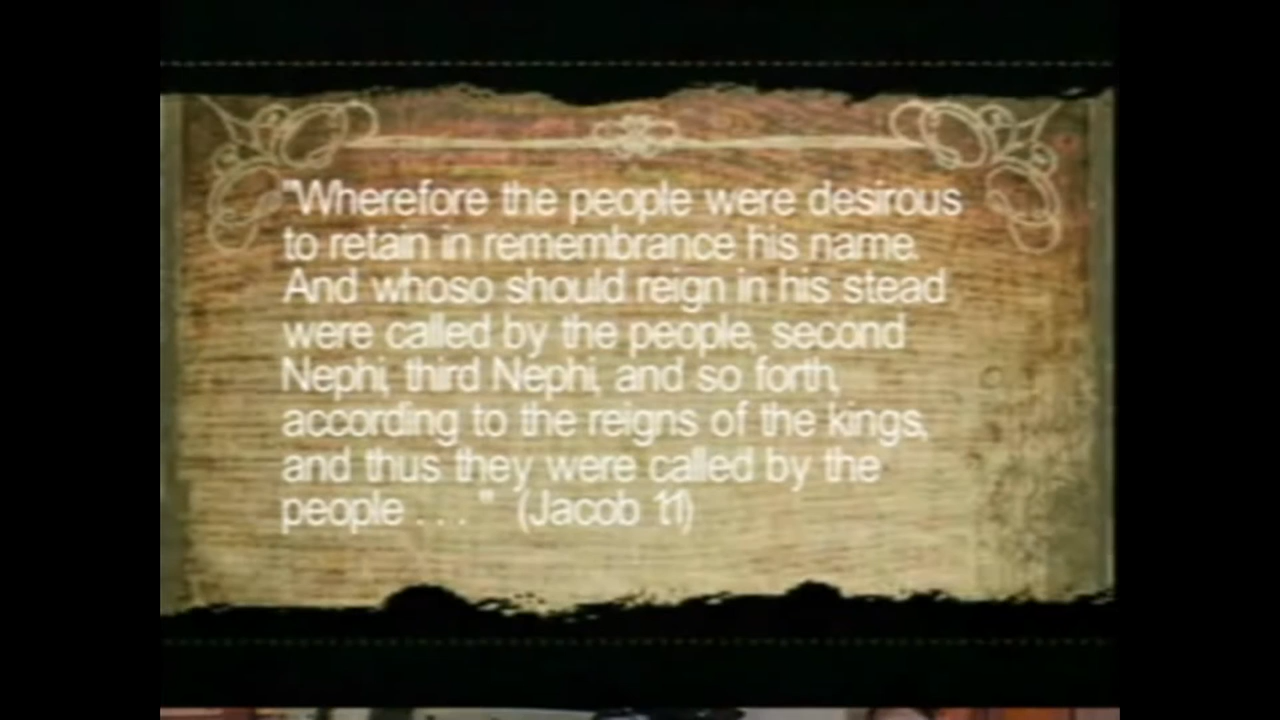 "Wherefore the people were desirous
to retain in remembrance his name.
And whoso should reign in his stead
were called by the people, second
Nephi, third Nephi, and so forth,
according to the reigns of the kings,
and thus they were called by the
people . . . " (Jacob 1:1)